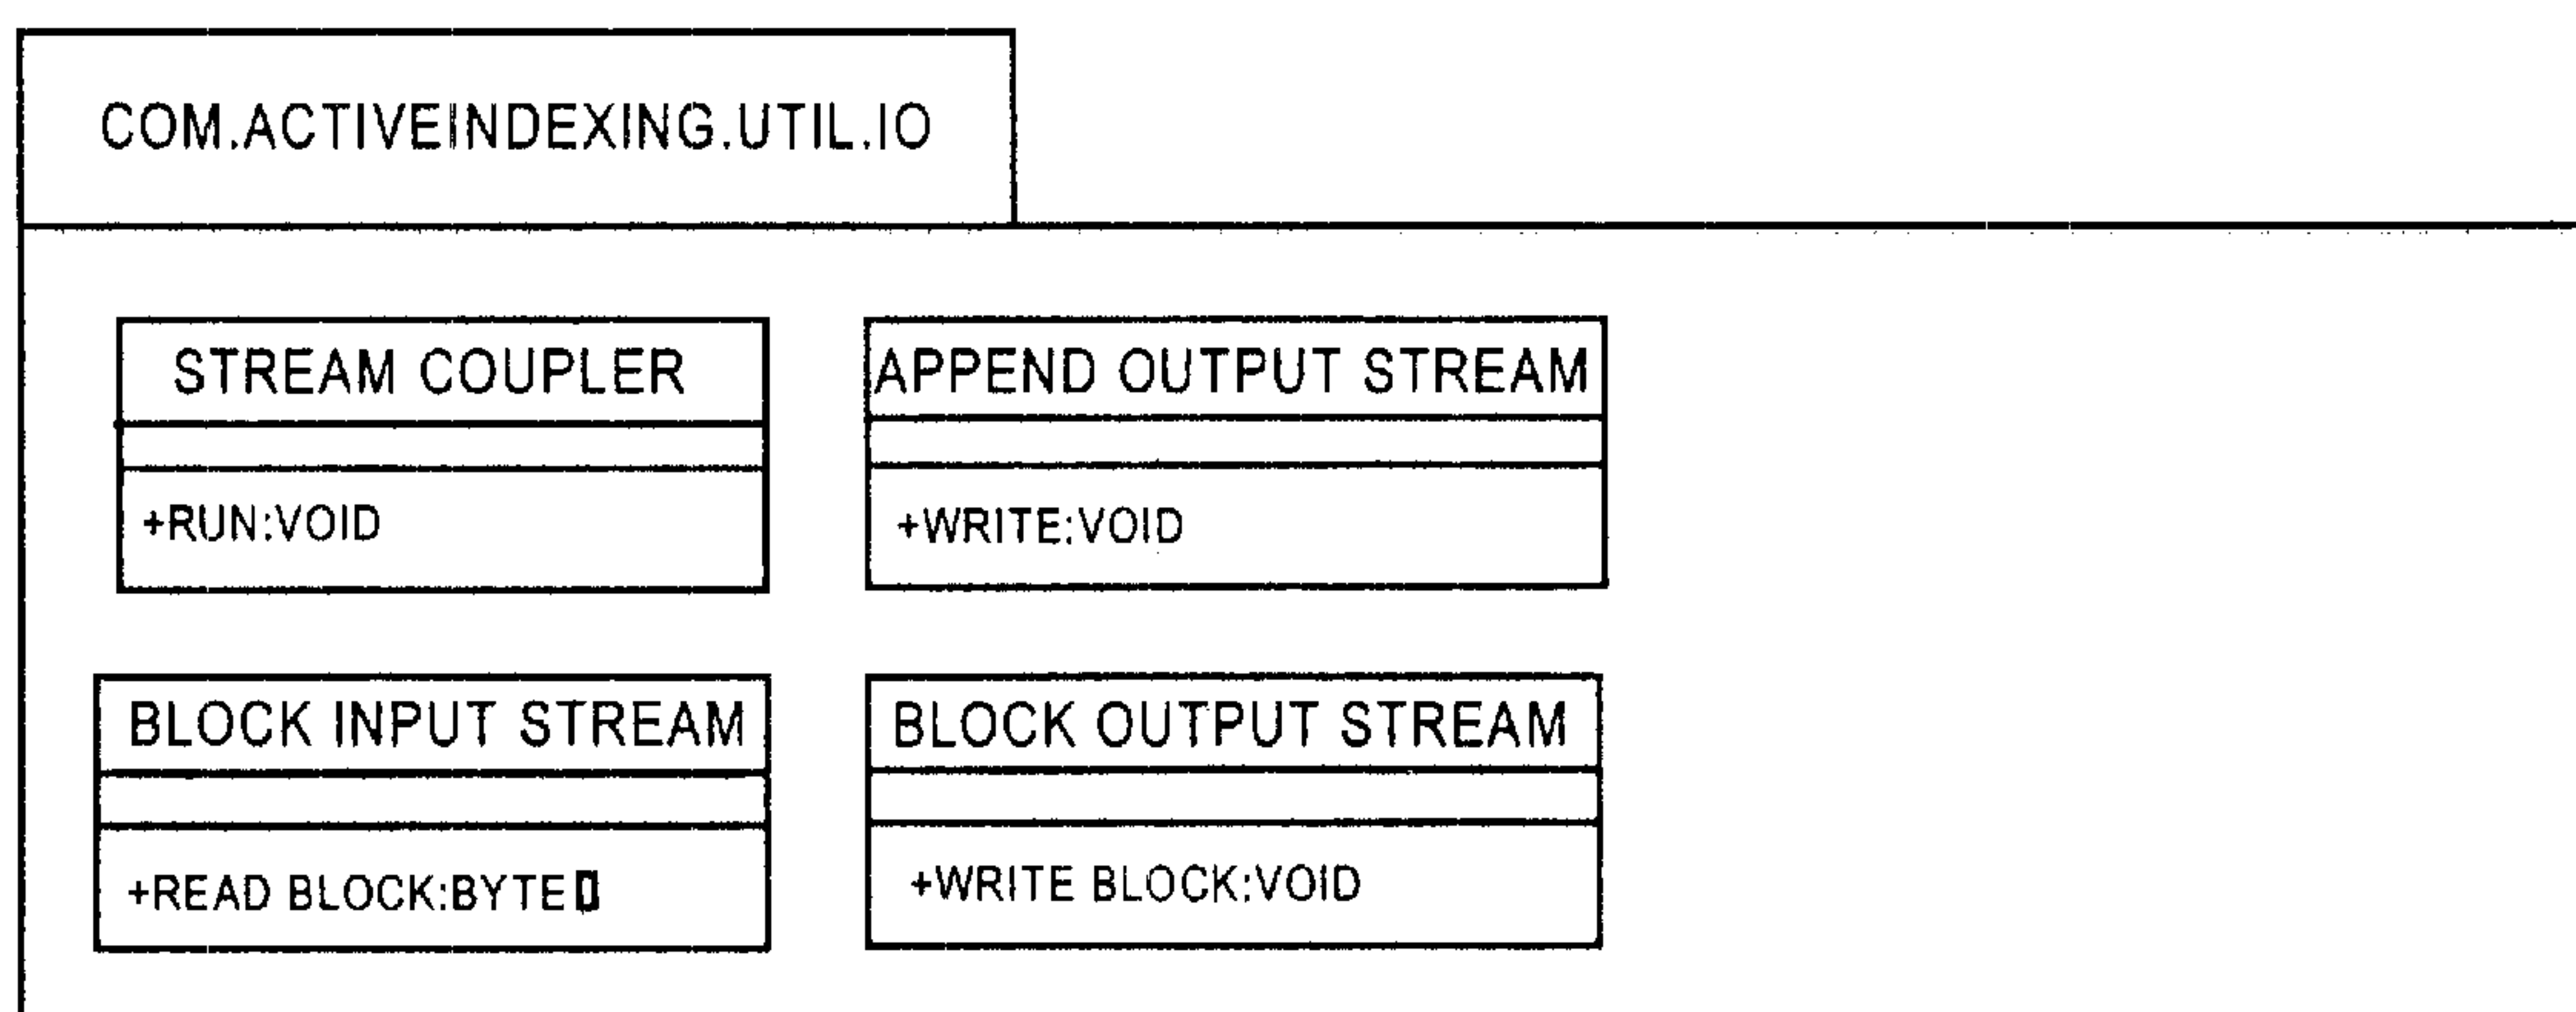 COM.ACTIVEINDEXING.UTIL.IO
STREAM COUPLER
+RUN:VOID
APPEND OUTPUT STREAM
+WRITE:VOID
BLOCK INPUT STREAM
+READ BLOCK:BYTE[]
BLOCK OUTPUT STREAM
+WRITE BLOCK:VOID